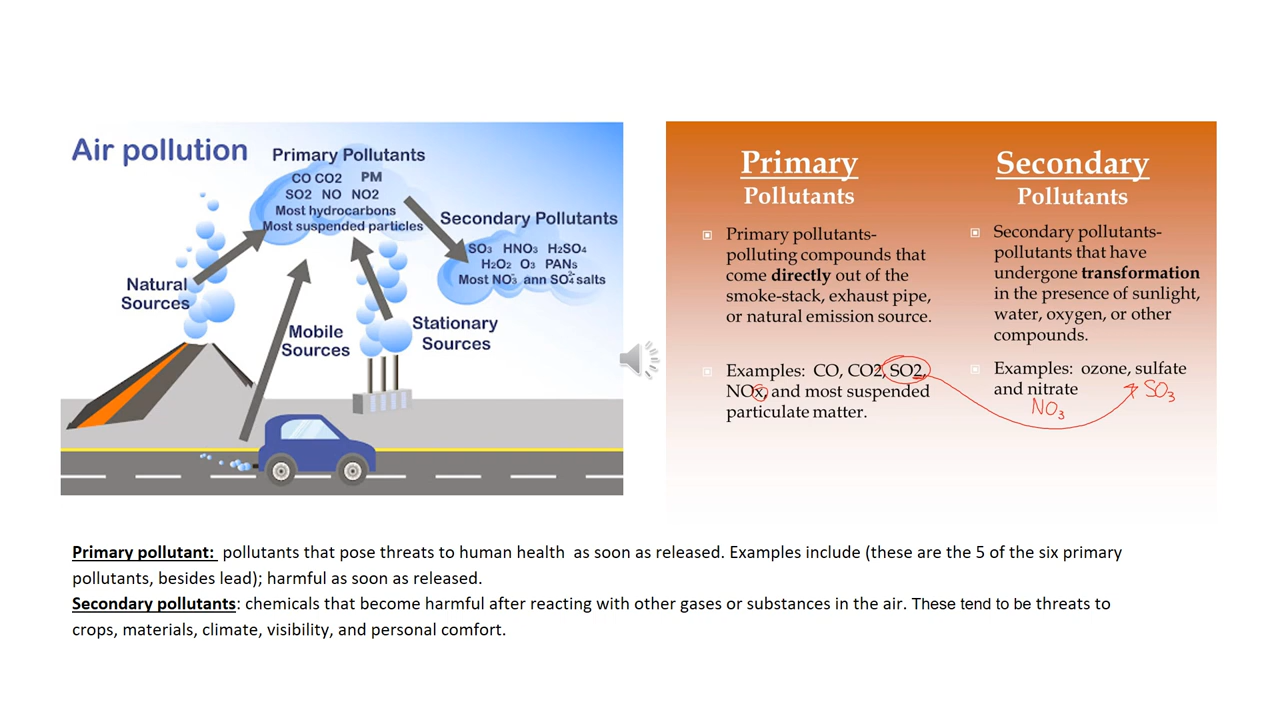 Air pollution
Primary Pollutants
CO CO2 PM
SO2 NO NO2
Most hydrocarbons
Most suspended particles
Secondary Pollutants
SO3 HNO3 H2SO4
H2O2 O3 PANs
Most NO3- ann SO4 2- salts
Natural
Sources
Mobile
Sources
Stationary
Sources
Primary
Pollutants
Primary pollutants-
polluting compounds that
come directly out of the
smoke-stack, exhaust pipe,
or natural emission source.
Examples: CO, CO2, SO2,
NOx, and most suspended
particulate matter.
Secondary
Pollutants
Secondary pollutants-
pollutants that have
undergone transformation
in the presence of sunlight,
water, oxygen, or other
compounds.
Examples: ozone, sulfate
and nitrate
SO3
NO3
Primary pollutant: pollutants that pose threats to human health as soon as released. Examples include (these are the 5 of the six primary
pollutants, besides lead); harmful as soon as released.
Secondary pollutants: chemicals that become harmful after reacting with other gases or substances in the air. These tend to be threats to
crops, materials, climate, visibility, and personal comfort.